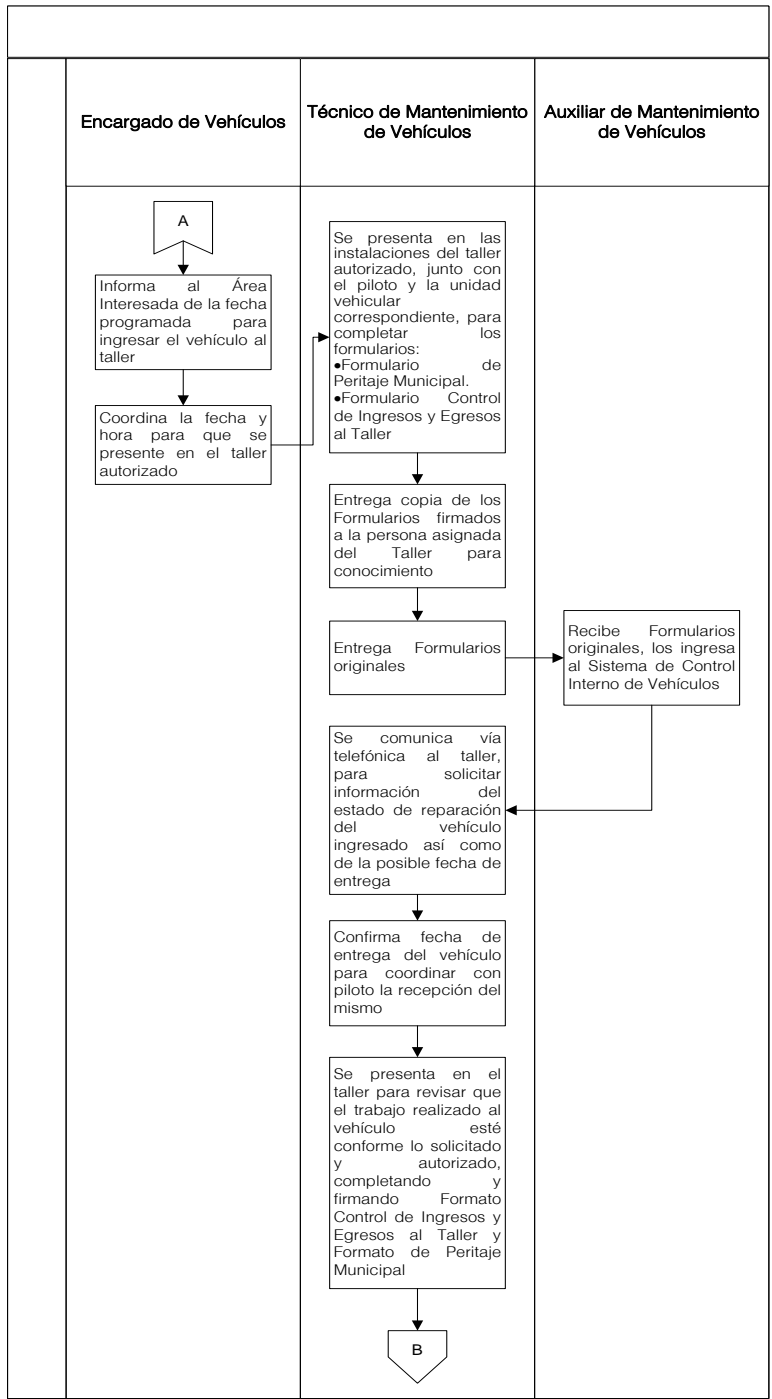 Encargado de Vehículos
Técnico de Mantenimiento
de Vehículos
Auxiliar de Mantenimiento
de Vehículos
A
Informa al Área
Interesada de la fecha
programada para
ingresar el vehículo al
taller
Coordina la fecha y
hora para que se
presente en el taller
autorizado
Se presenta en las
instalaciones del taller
autorizado, junto con
el piloto y la unidad
vehicular
correspondiente, para
completar los
formularios:
●Formulario de
Peritaje Municipal.
●Formulario Control
de Ingresos y Egresos
al Taller
Entrega copia de los
Formularios firmados
a la persona asignada
del Taller para
conocimiento
Entrega Formularios
originales
Recibe Formularios
originales, los ingresa
al Sistema de Control
Interno de Vehículos
Se comunica vía
telefónica al taller,
para solicitar
información del
estado de reparación
del vehículo
ingresado así como
de la posible fecha de
entrega
Confirma fecha de
entrega del vehículo
para coordinar con
piloto la recepción del
mismo
Se presenta en el
taller para revisar que
el trabajo realizado al
vehículo esté
conforme lo solicitado
y autorizado,
completando y
firmando Formato
Control de Ingresos y
Egresos al Taller y
Formato de Peritaje
Municipal
B